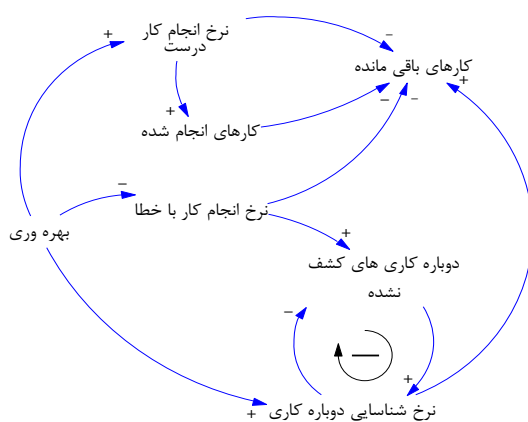 نرخ انجام کار
درست
کارهای باقی مانده
کارهای انجام شده
نرخ انجام کار با خطا
بهره وری
دوباره کاری های کشف
نشده
نرخ شناسایی دوباره کاری
+
−
+
−
−
+
−
+
−
+
+
−